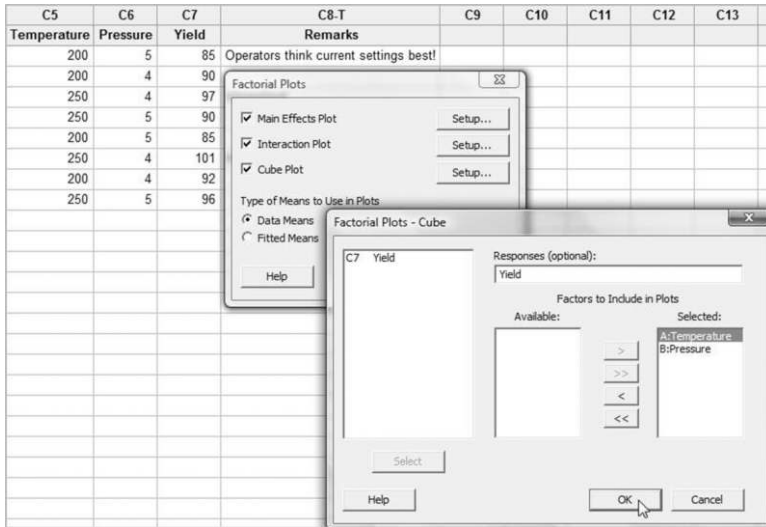 C5 C6 C7 C8-T C9 C10 C11 C12 C13
Temperature Pressure Yield Remarks
200 5 85 Operators think current settings best!
200 4 90
250 4 97
250 5 90
200 5 85
250 4 101
200 4 92
250 5 96
Factorial Plots
Main Effects Plot Setup...
Interaction Plot Setup...
Cube Plot Setup...
Type of Means to Use in Plots
Data Means
Fitted Means
Help
Factorial Plots - Cube
C7 Yield
Responses (optional):
Yield
Factors to Include in Plots
Available: Selected:
A:Temperature
B:Pressure
>
>>
<
<<
Select
Help OK Cancel